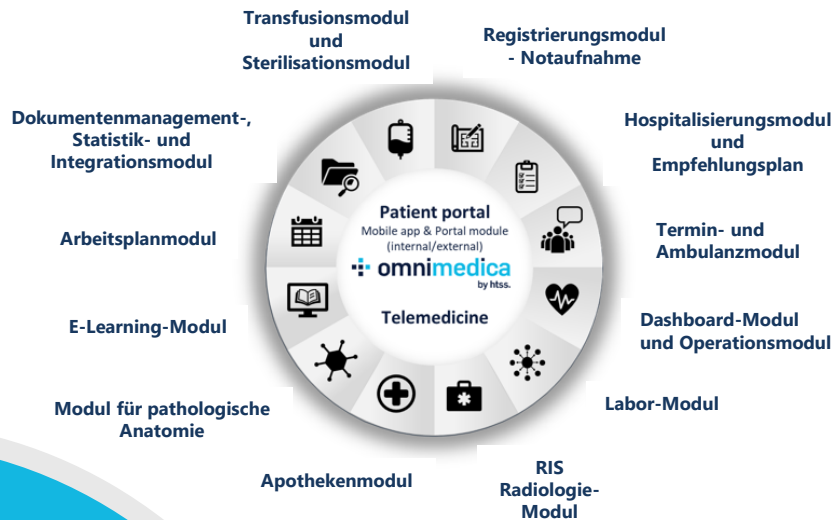 Transfusionsmodul
und
Sterilisationsmodul
Registrierungsmodul
- Notaufnahme
Dokumentenmanagement-,
Statistik- und
Integrationsmodul
Hospitalisierungsmodul
und
Empfehlungsplan
Arbeitsplanmodul
Termin- und
Ambulanzmodul
Patient portal
Mobile app & Portal module
(internal/external)
omnimedica
by htss.
Telemedicine
E-Learning-Modul
Dashboard-Modul
und Operationsmodul
Modul für pathologische
Anatomie
Labor-Modul
Apothekenmodul
RIS
Radiologie-
Modul